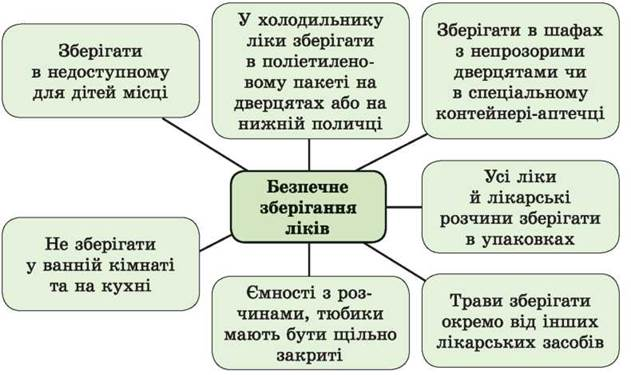 Зберігати
в недоступному
для дітей місці
У холодильнику
ліки зберігати
в поліетилено-
вому пакеті на
дверцятах або на
нижній поличці
Зберігати в шафах
з непрозорими
дверцятами чи
в спеціальному
контейнері-аптечці
Безпечне
зберігання
ліків
Усі ліки
й лікарські
розчини зберігати
в упаковках
Не зберігати
у ванній кімнаті
та на кухні
Ємності з роз-
чинами, тюбики
мають бути щільно
закриті
Трави зберігати
окремо від інших
лікарських засобів